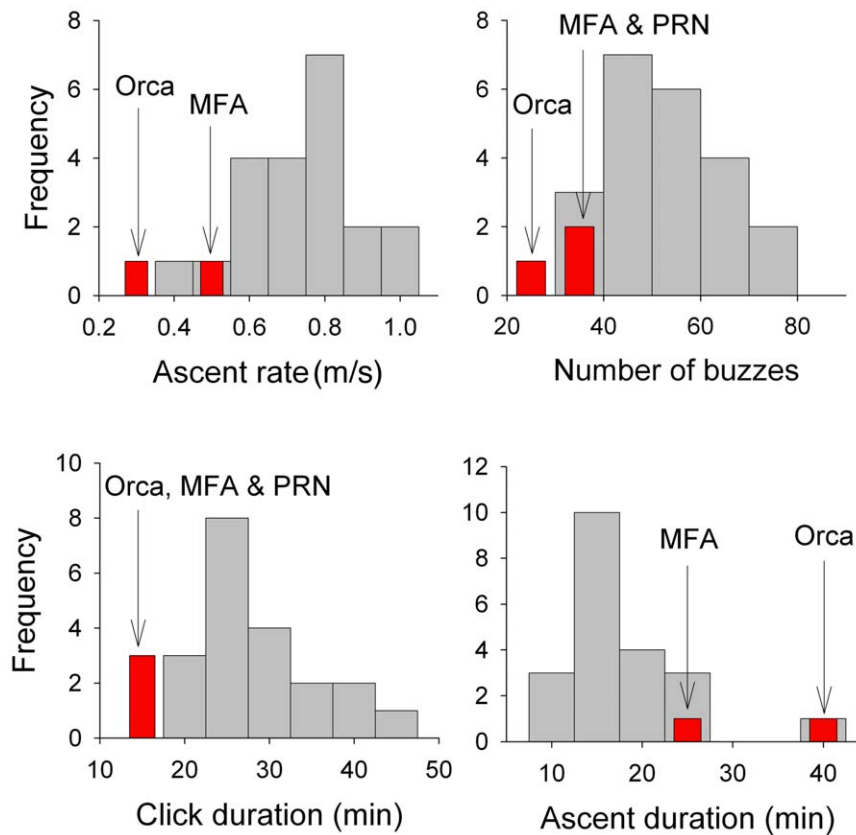 8
6
4
2
0
Frequency
Orca
MFA
0.2 0.4 0.6 0.8 1.0
Ascent rate (m/s)
8
6
4
2
0
MFA & PRN
Orca
20 40 60 80
Number of buzzes
10
8
6
4
2
0
Frequency
Orca, MFA & PRN
10 20 30 40 50
Click duration (min)
12
10
8
6
4
2
0
MFA
Orca
10 20 30 40
Ascent duration (min)